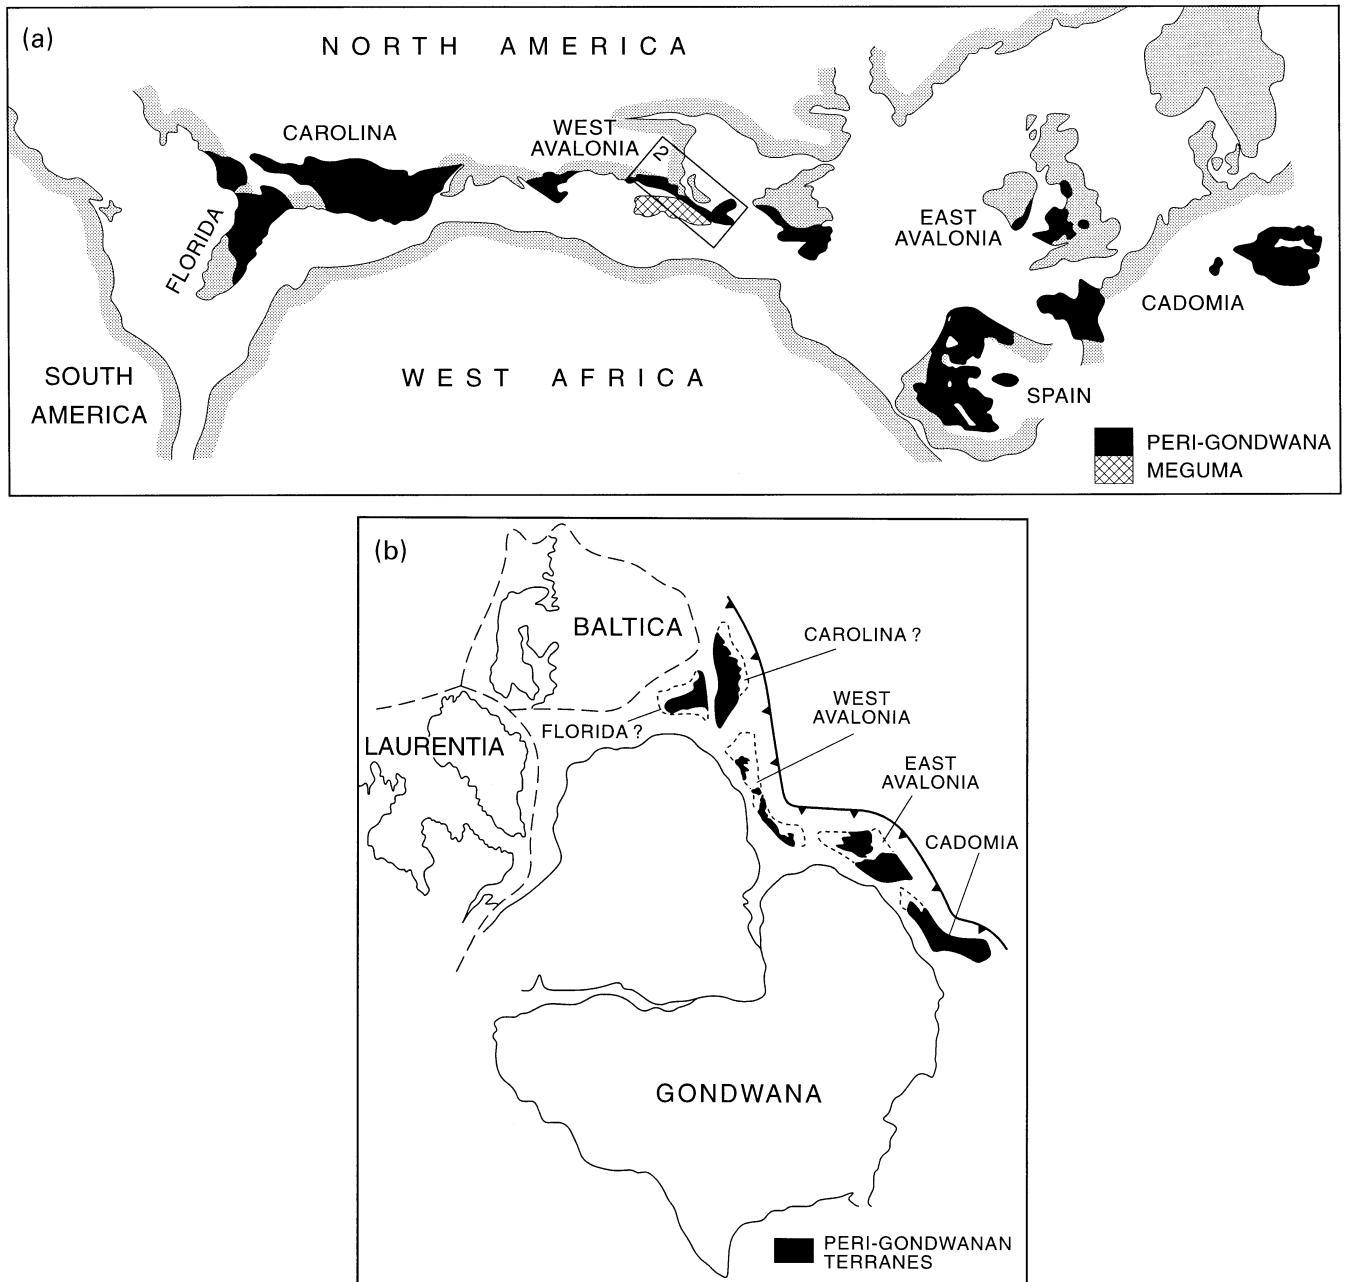 (a)
NORTH AMERICA
CAROLINA
WEST
AVALONIA
2
FLORIDA
EAST
AVALONIA
CADOMIA
SOUTH
AMERICA
WEST AFRICA
SPAIN
PERI-GONDWANA
MEGUMA
(b)
BALTICA
CAROLINA ?
WEST
AVALONIA
FLORIDA ?
LAURENTIA
EAST
AVALONIA
CADOMIA
GONDWANA
PERI-GONDWANAN
TERRANES